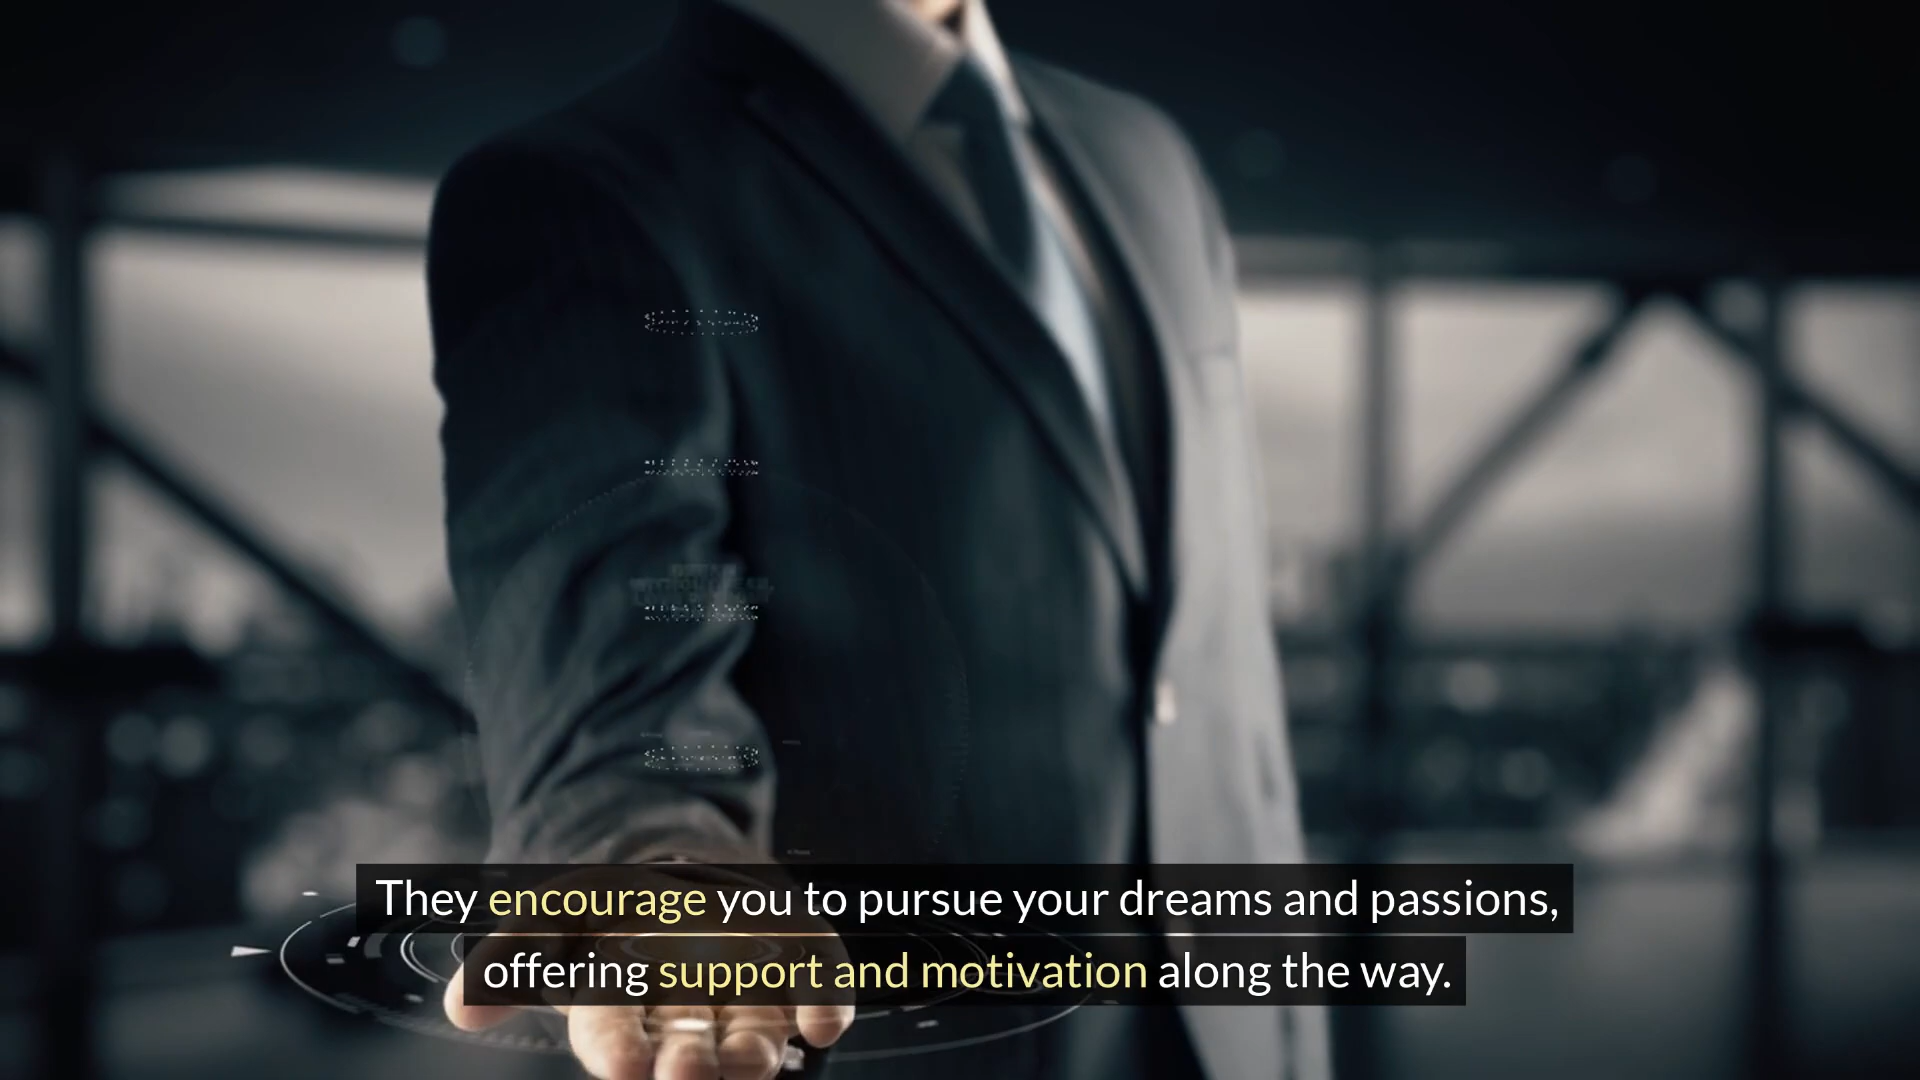 They encourage you to pursue your dreams and passions,
offering support and motivation along the way.